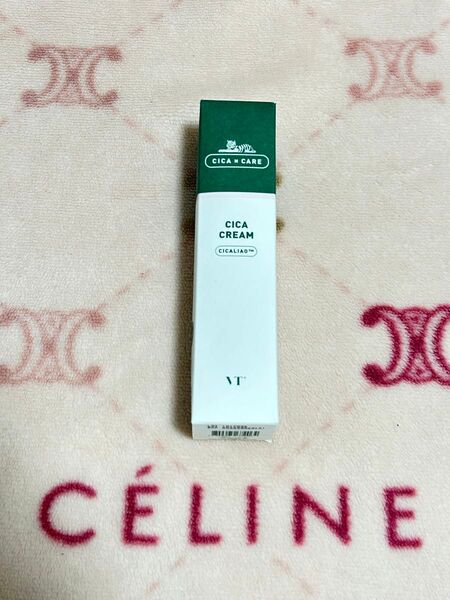 CICA ≈ CARE
CICA
CREAM
CICALIAO™
VT
CÉLINE